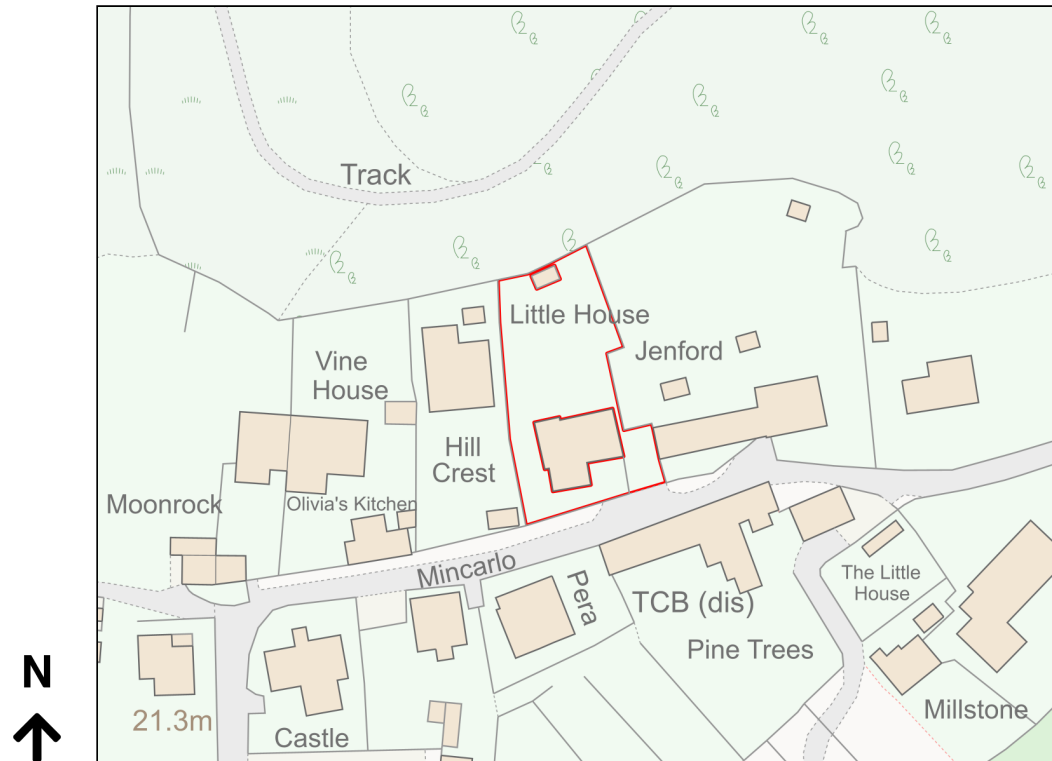 Track
Little House
Jenford
Vine
House
Hill
Crest
Moonrock
Olivia's Kitchen
Mincarlo
Pera
TCB (dis)
The Little
House
Pine Trees
N
21.3m
Castle
Millstone